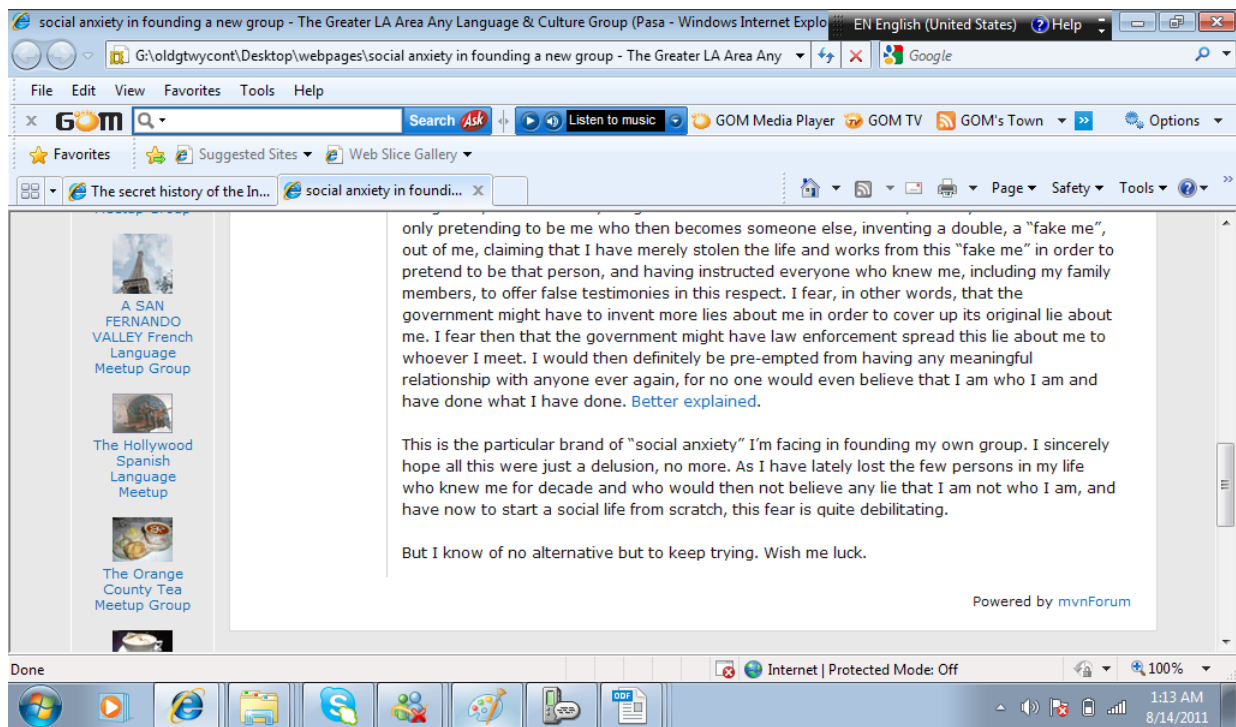 social anxiety in founding a new group - The Greater LA Area Any Language & Culture Group (Pasa - Windows Internet Explo
EN English (United States) ? Help
G:\oldgtwycont\Desktop\webpages\social anxiety in founding a new group - The Greater LA Area Any
Google
File Edit View Favorites Tools Help
x GOM Search Ask Listen to music GOM Media Player GOM TV GOM's Town » Options
Favorites Suggested Sites Web Slice Gallery
The secret history of the In... social anxiety in foundi... x Page Safety Tools »
only pretending to be me who then becomes someone else, inventing a double, a “fake me”,
out of me, claiming that I have merely stolen the life and works from this “fake me” in order to
pretend to be that person, and having instructed everyone who knew me, including my family
members, to offer false testimonies in this respect. I fear, in other words, that the
government might have to invent more lies about me in order to cover up its original lie about
me. I fear then that the government might have law enforcement spread this lie about me to
whoever I meet. I would then definitely be pre-empted from having any meaningful
relationship with anyone ever again, for no one would even believe that I am who I am and
have done what I have done. Better explained.
This is the particular brand of “social anxiety” I’m facing in founding my own group. I sincerely
hope all this were just a delusion, no more. As I have lately lost the few persons in my life
who knew me for decade and who would then not believe any lie that I am not who I am, and
have now to start a social life from scratch, this fear is quite debilitating.
But I know of no alternative but to keep trying. Wish me luck.
Powered by mvnForum
Meetup Group
A SAN
FERNANDO
VALLEY French
Language
Meetup Group
The Hollywood
Spanish
Language
Meetup
The Orange
County Tea
Meetup Group
Done
Internet | Protected Mode: Off
100%
ODF
1:13 AM
8/14/2011